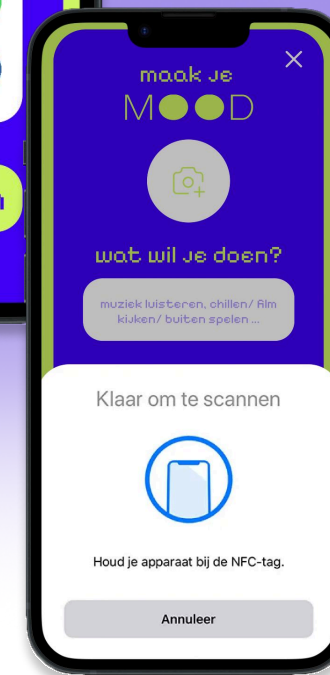 maak je
MOOD
wat wil je doen?
muziek luisteren, chillen/ film
kijken/ buiten spelen ...
Klaar om te scannen
Houd je apparaat bij de NFC-tag.
Annuleer